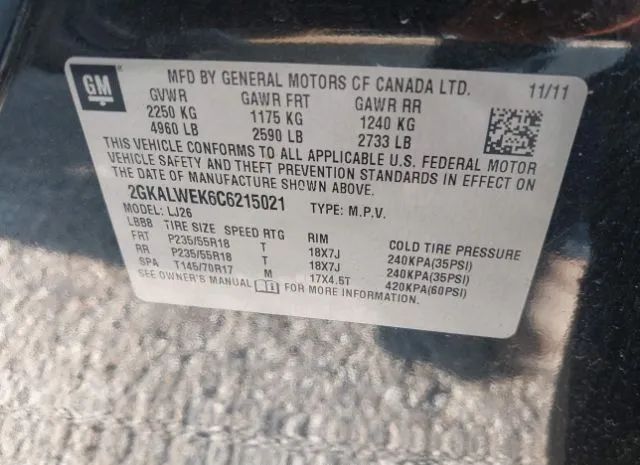 GM
MFD BY GENERAL MOTORS OF CANADA LTD. 11/11
GVWR GAWR FRT GAWR RR
2250 KG 1175 KG 1240 KG
4960 LB 2590 LB 2733 LB
THIS VEHICLE CONFORMS TO ALL APPLICABLE U.S. FEDERAL MOTOR
VEHICLE SAFETY AND THEFT PREVENTION STANDARDS IN EFFECT ON
THE DATE OF MANUFACTURE SHOWN ABOVE.
2GKALWEK6C6215021 TYPE: M.P.V.
MODEL: LJ26
LBB8 TIRE SIZE SPEED RTG RIM COLD TIRE PRESSURE
FRT P235/55R18 T 18X7J 240KPA(35PSI)
RR P235/55R18 T 18X7J 240KPA(35PSI)
SPA T145/70R17 M 17X4.5T 420KPA(60PSI)
SEE OWNER'S MANUAL FOR MORE INFORMATION.